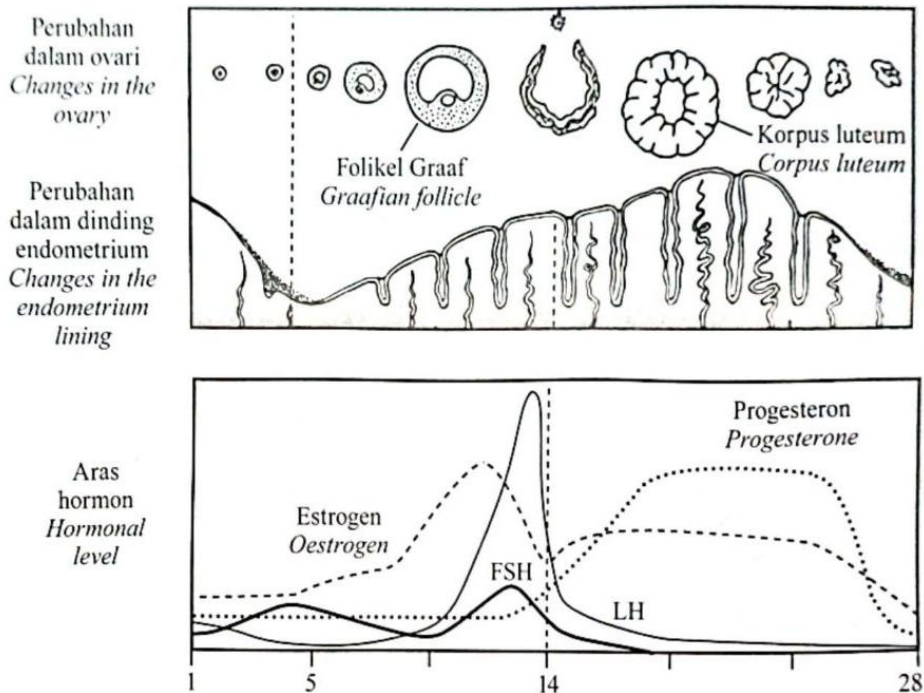 Perubahan
dalam ovari
Changes in the
ovary
Folikel Graaf
Graafian follicle
Korpus luteum
Corpus luteum
Perubahan
dalam dinding
endometrium
Changes in the
endometrium
lining
Aras
hormon
Hormonal
level
Estrogen
Oestrogen
FSH
LH
Progesteron
Progesterone
1 5 14 28